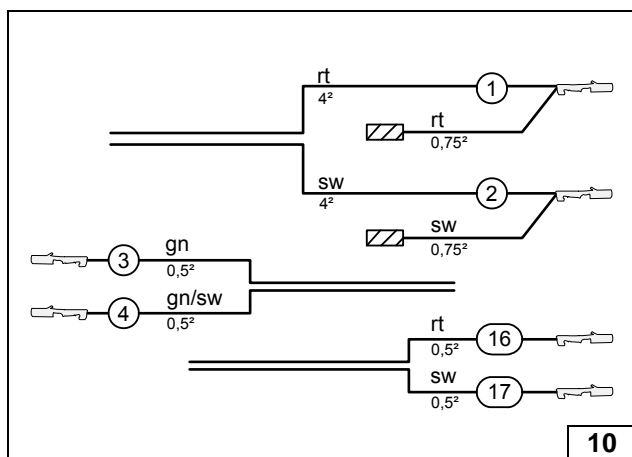 rt 1
4²
rt
0,75²
sw 2
4²
sw
0,75²
3 gn
0,5²
4 gn/sw
0,5²
rt 16
0,5²
sw 17
0,5²
10